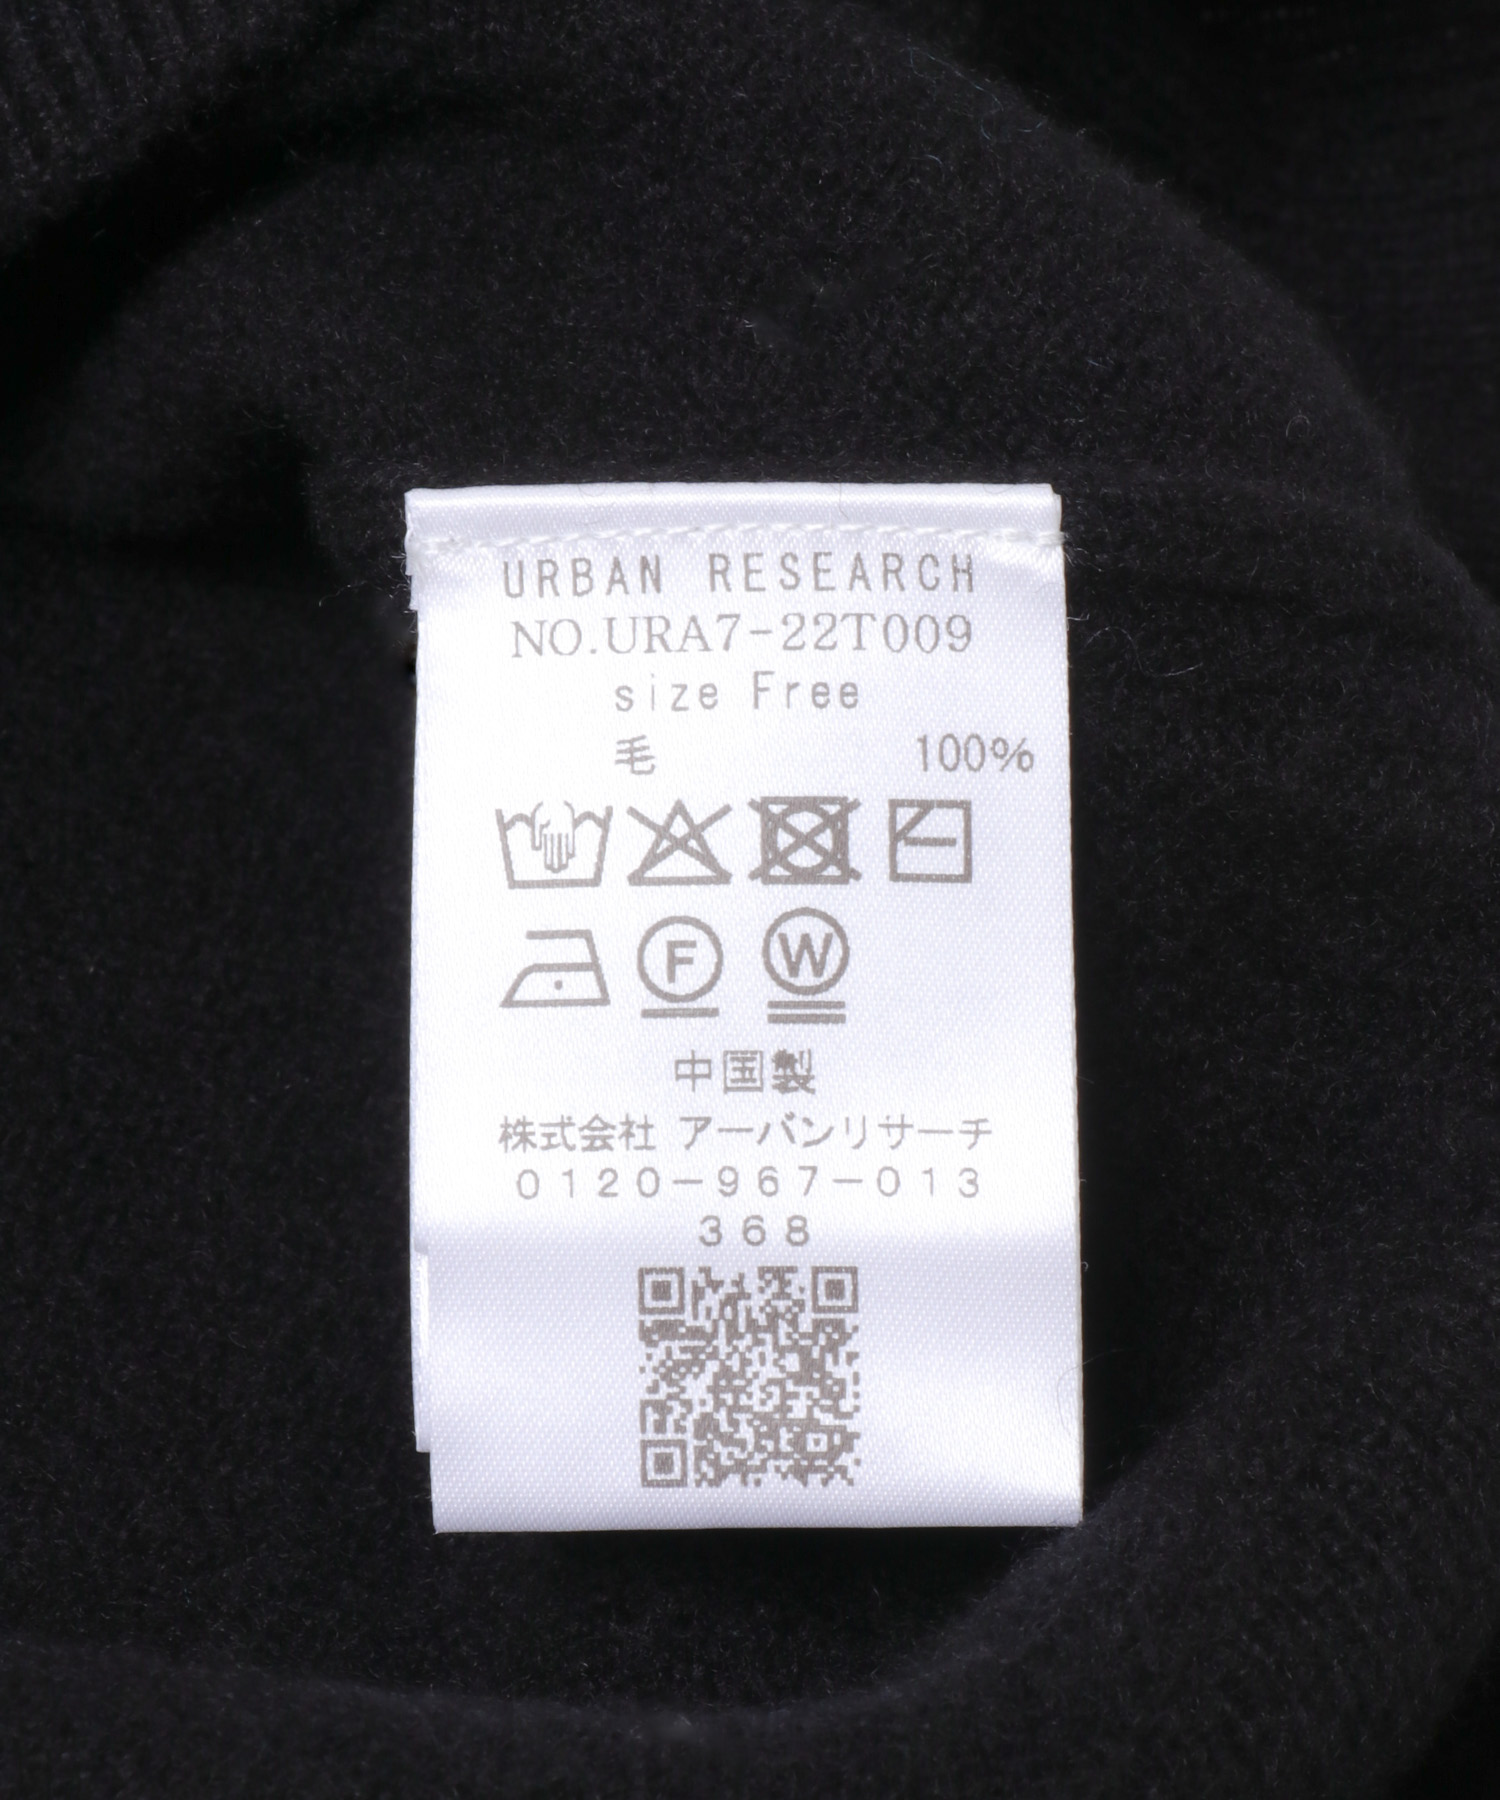 URBAN RESEARCH
NO.URA7-22T009
size Free
毛 100%
F W
中国製
株式会社 アーバンリサーチ
0120-967-013
368